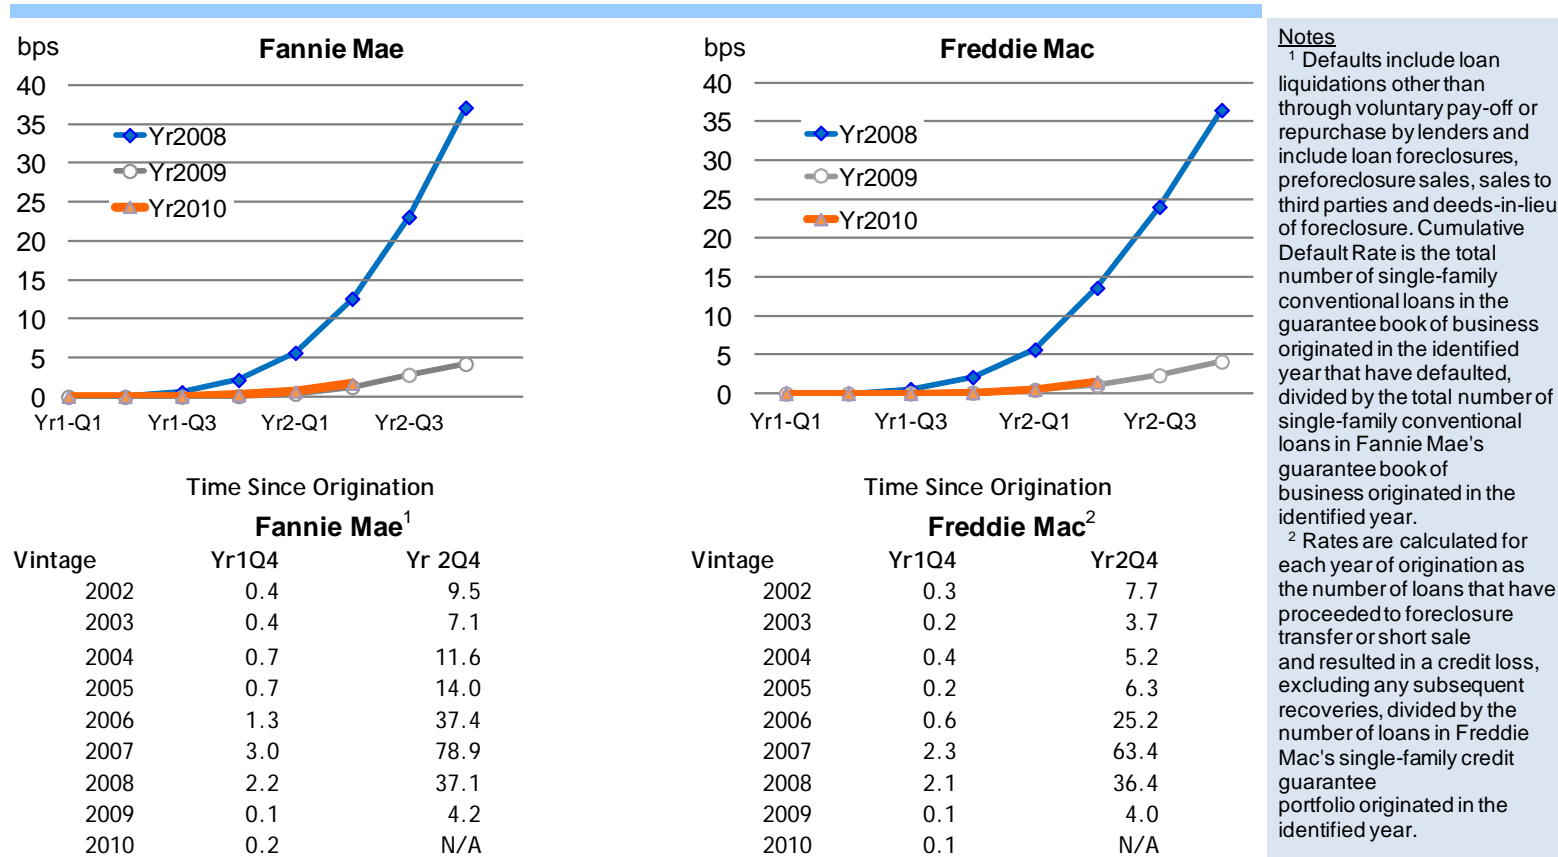 bps
Fannie Mae
40
35
30
25
20
15
10
5
0
Yr2008
Yr2009
Yr2010
Yr1-Q1 Yr1-Q3 Yr2-Q1 Yr2-Q3
Time Since Origination
Fannie Mae1
Vintage Yr1Q4 Yr 2Q4
2002 0.4 9.5
2003 0.4 7.1
2004 0.7 11.6
2005 0.7 14.0
2006 1.3 37.4
2007 3.0 78.9
2008 2.2 37.1
2009 0.1 4.2
2010 0.2 N/A
bps
Freddie Mac
40
35
30
25
20
15
10
5
0
Yr2008
Yr2009
Yr2010
Yr1-Q1 Yr1-Q3 Yr2-Q1 Yr2-Q3
Time Since Origination
Freddie Mac2
Vintage Yr1Q4 Yr2Q4
2002 0.3 7.7
2003 0.2 3.7
2004 0.4 5.2
2005 0.2 6.3
2006 0.6 25.2
2007 2.3 63.4
2008 2.1 36.4
2009 0.1 4.0
2010 0.1 N/A
Notes
1 Defaults include loan
liquidations other than
through voluntary pay-off or
repurchase by lenders and
include loan foreclosures,
preforeclosure sales, sales to
third parties and deeds-in-lieu
of foreclosure. Cumulative
Default Rate is the total
number of single-family
conventional loans in the
guarantee book of business
originated in the identified
year that have defaulted,
divided by the total number of
single-family conventional
loans in Fannie Mae's
guarantee book of
business originated in the
identified year.
2 Rates are calculated for
each year of origination as
the number of loans that have
proceeded to foreclosure
transfer or short sale
and resulted in a credit loss,
excluding any subsequent
recoveries, divided by the
number of loans in Freddie
Mac's single-family credit
guarantee
portfolio originated in the
identified year.